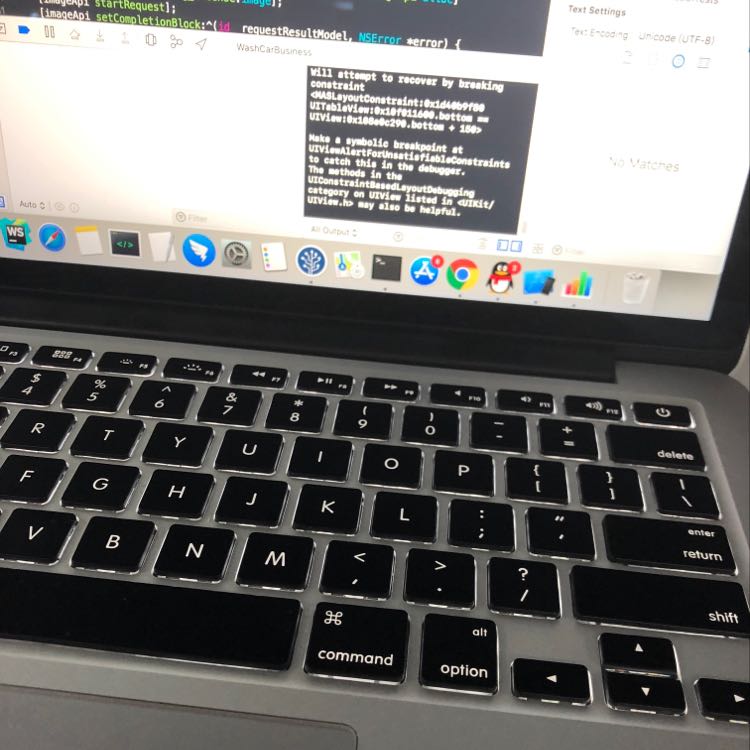 startRequest];
[imageApi setCompletionBlock:^(id requestResultModel, NSError *error) {
WashCarBusiness
Text Settings
Text Encoding: Unicode (UTF-8)
No Matches
Will attempt to recover by breaking
constraint
UITableView:0x10f011600.bottom ==
UIView:0x108e0c290.bottom + 150>
Make a symbolic breakpoint at
UIViewAlertForUnsatisfiableConstraints
to catch this in the debugger.
The methods in the
UIConstraintBasedLayoutDebugging
category on UIView listed in <UIKit/
UIView.h> may also be helpful.
Auto
Filter
All Output
Filter
WS
F3 F4 F5 F6 F7 F8 F9 F10 F11 F12
$ % ^ & * ( ) - +
4 5 6 7 8 9 0 - =
delete
R T Y U I O P { } |
[ ] \
F G H J K L : "
; '
enter
return
V B N M < > ?
, . /
shift
⌘ alt
command option